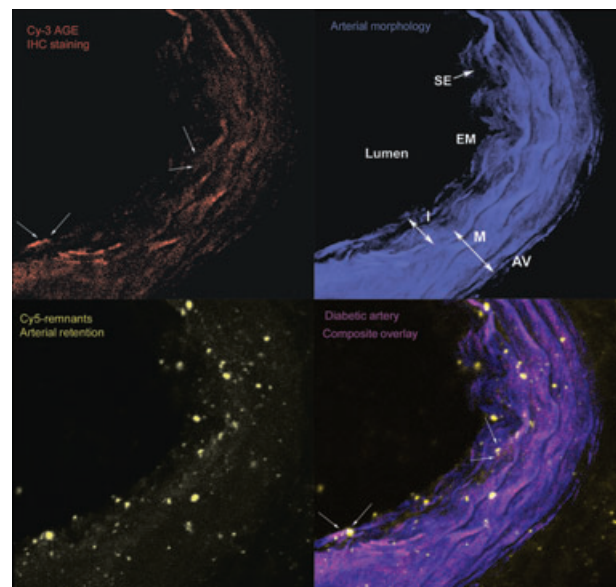 Cy-3 AGE
IHC staining
Arterial morphology
SE
EM
Lumen
I
M
AV
Cy5-remnants
Arterial retention
Diabetic artery
Composite overlay